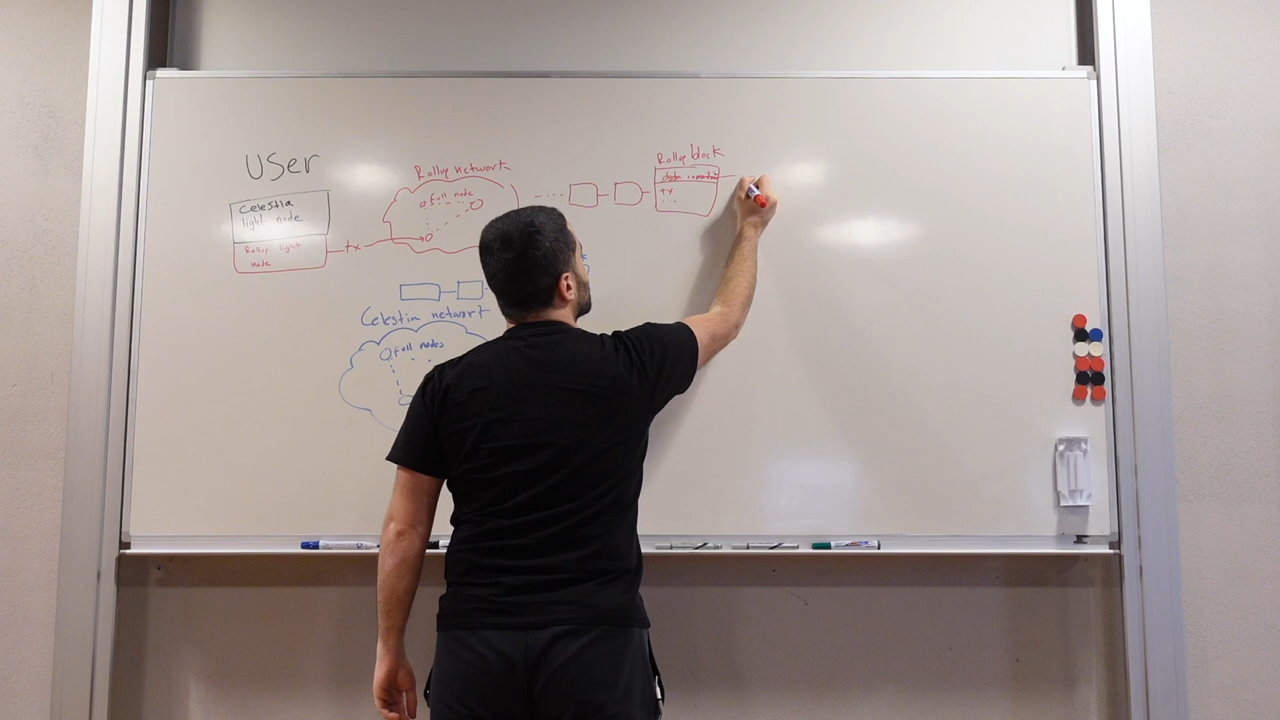 USer
Celestia
light node
Rollup light
node
tx
Rollup network
full node
Rollup block
tx
...
Celestia network
full nodes